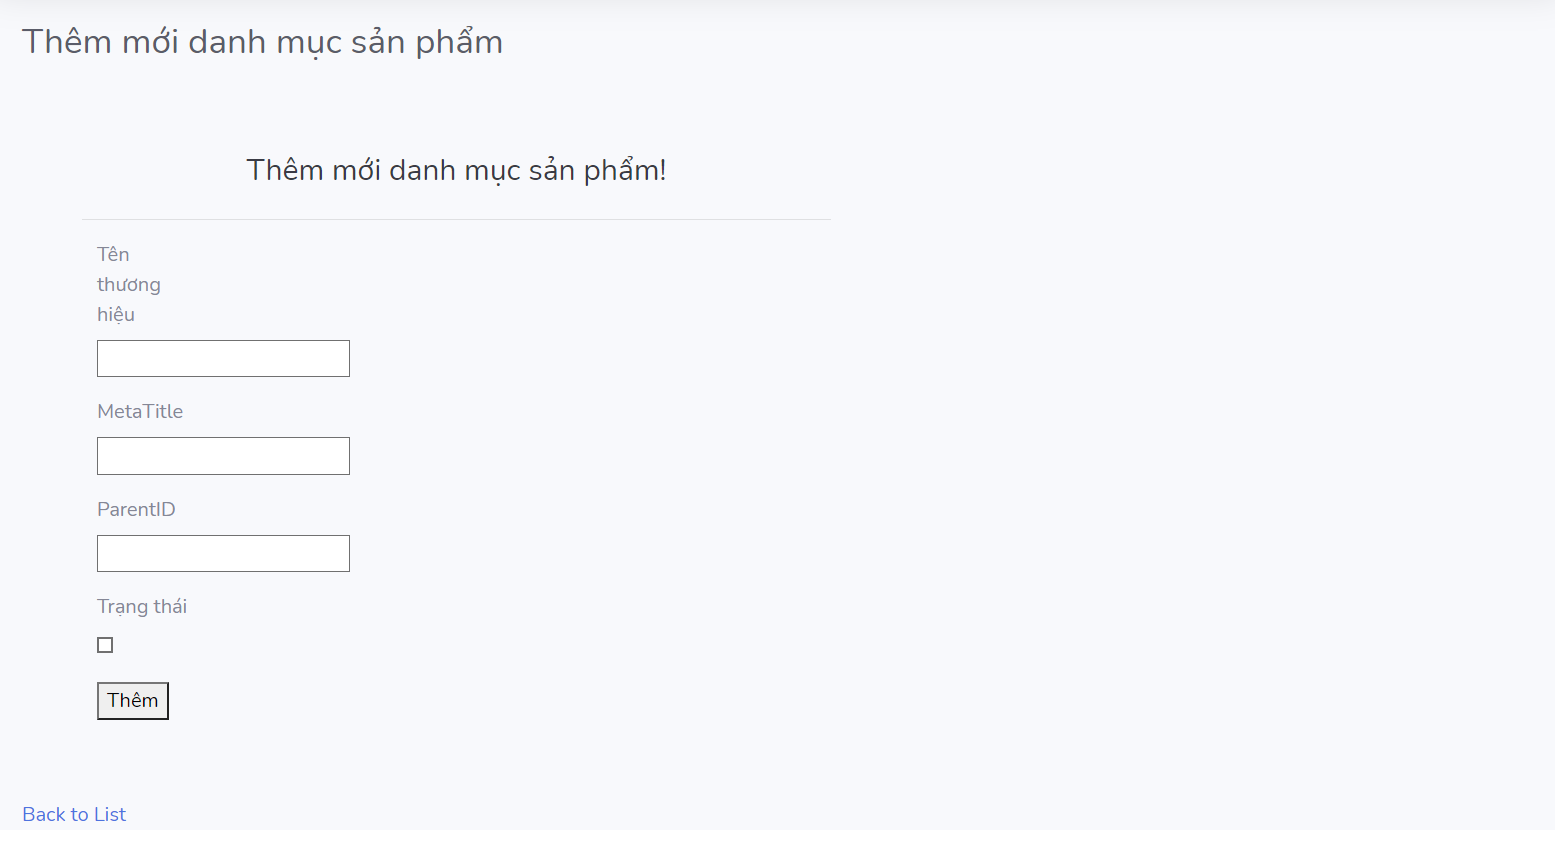 Thêm mới danh mục sản phẩm
Thêm mới danh mục sản phẩm!
Tên
thương
hiệu
MetaTitle
ParentID
Trạng thái
Thêm
Back to List